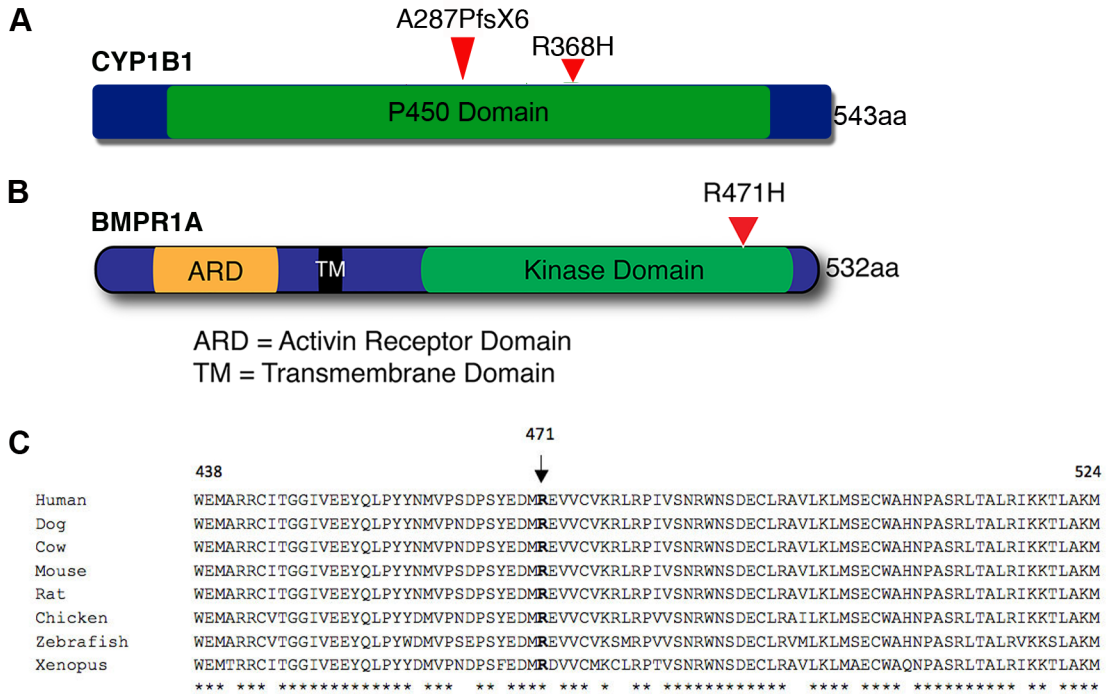 A
A287PfsX6
R368H
CYP1B1
P450 Domain
543aa
B
R471H
BMPR1A
ARD
TM
Kinase Domain
532aa
ARD = Activin Receptor Domain
TM = Transmembrane Domain
C
471
438 524
Human WEMARRCITGGIVEEYQLPYYNMVPSDPSYEDMREVVCVKRLRPIVSNRWNSDECLRAVLKLMSECWAHNPASRLTALRIKKTLAKM
Dog WEMARRCITGGIVEEYQLPYYNMVPNDPSYEDMREVVCVKRLRPIVSNRWNSDECLRAVLKLMSECWAHNPASRLTALRIKKTLAKM
Cow WEMARRCITGGIVEEYQLPYYNMVPNDPSYEDMREVVCVKRLRPIVSNRWNSDECLRAVLKLMSECWAHNPASRLTALRIKKTLAKM
Mouse WEMARRCITGGIVEEYQLPYYNMVPSDPSYEDMREVVCVKRLRPIVSNRWNSDECLRAVLKLMSECWAHNPASRLTALRIKKTLAKM
Rat WEMARRCITGGIVEEYQLPYYNMVPSDPSYEDMREVVCVKRLRPIVSNRWNSDECLRAVLKLMSECWAHNPASRLTALRIKKTLAKM
Chicken WEMARRCVTGGIVEEYQLPYYDMVPNDPSYEDMREVVCVKRLRPVVSNRWNSDECLRAILKLMSECWAHNPASRLTALRIKKTLAKM
Zebrafish WEMARRCVTGGIVEEYQLPYWDMVPSEPSYEDMREVVCVKSMRPVVSNRWNSDECLRVMLKLMSECWAHNPASRLTALRVKKSLAKM
Xenopus WEMTRRCITGGIVEEYQLPYYDMVPNDPSFEDMRDVVCMKCLRPTVSNRWNSDECLRAILKLMAECWAQNPASRLTALRIKKTLAKM
*** *** ************ *** ** **** *** * ** ************ **** *** ********** ** ****